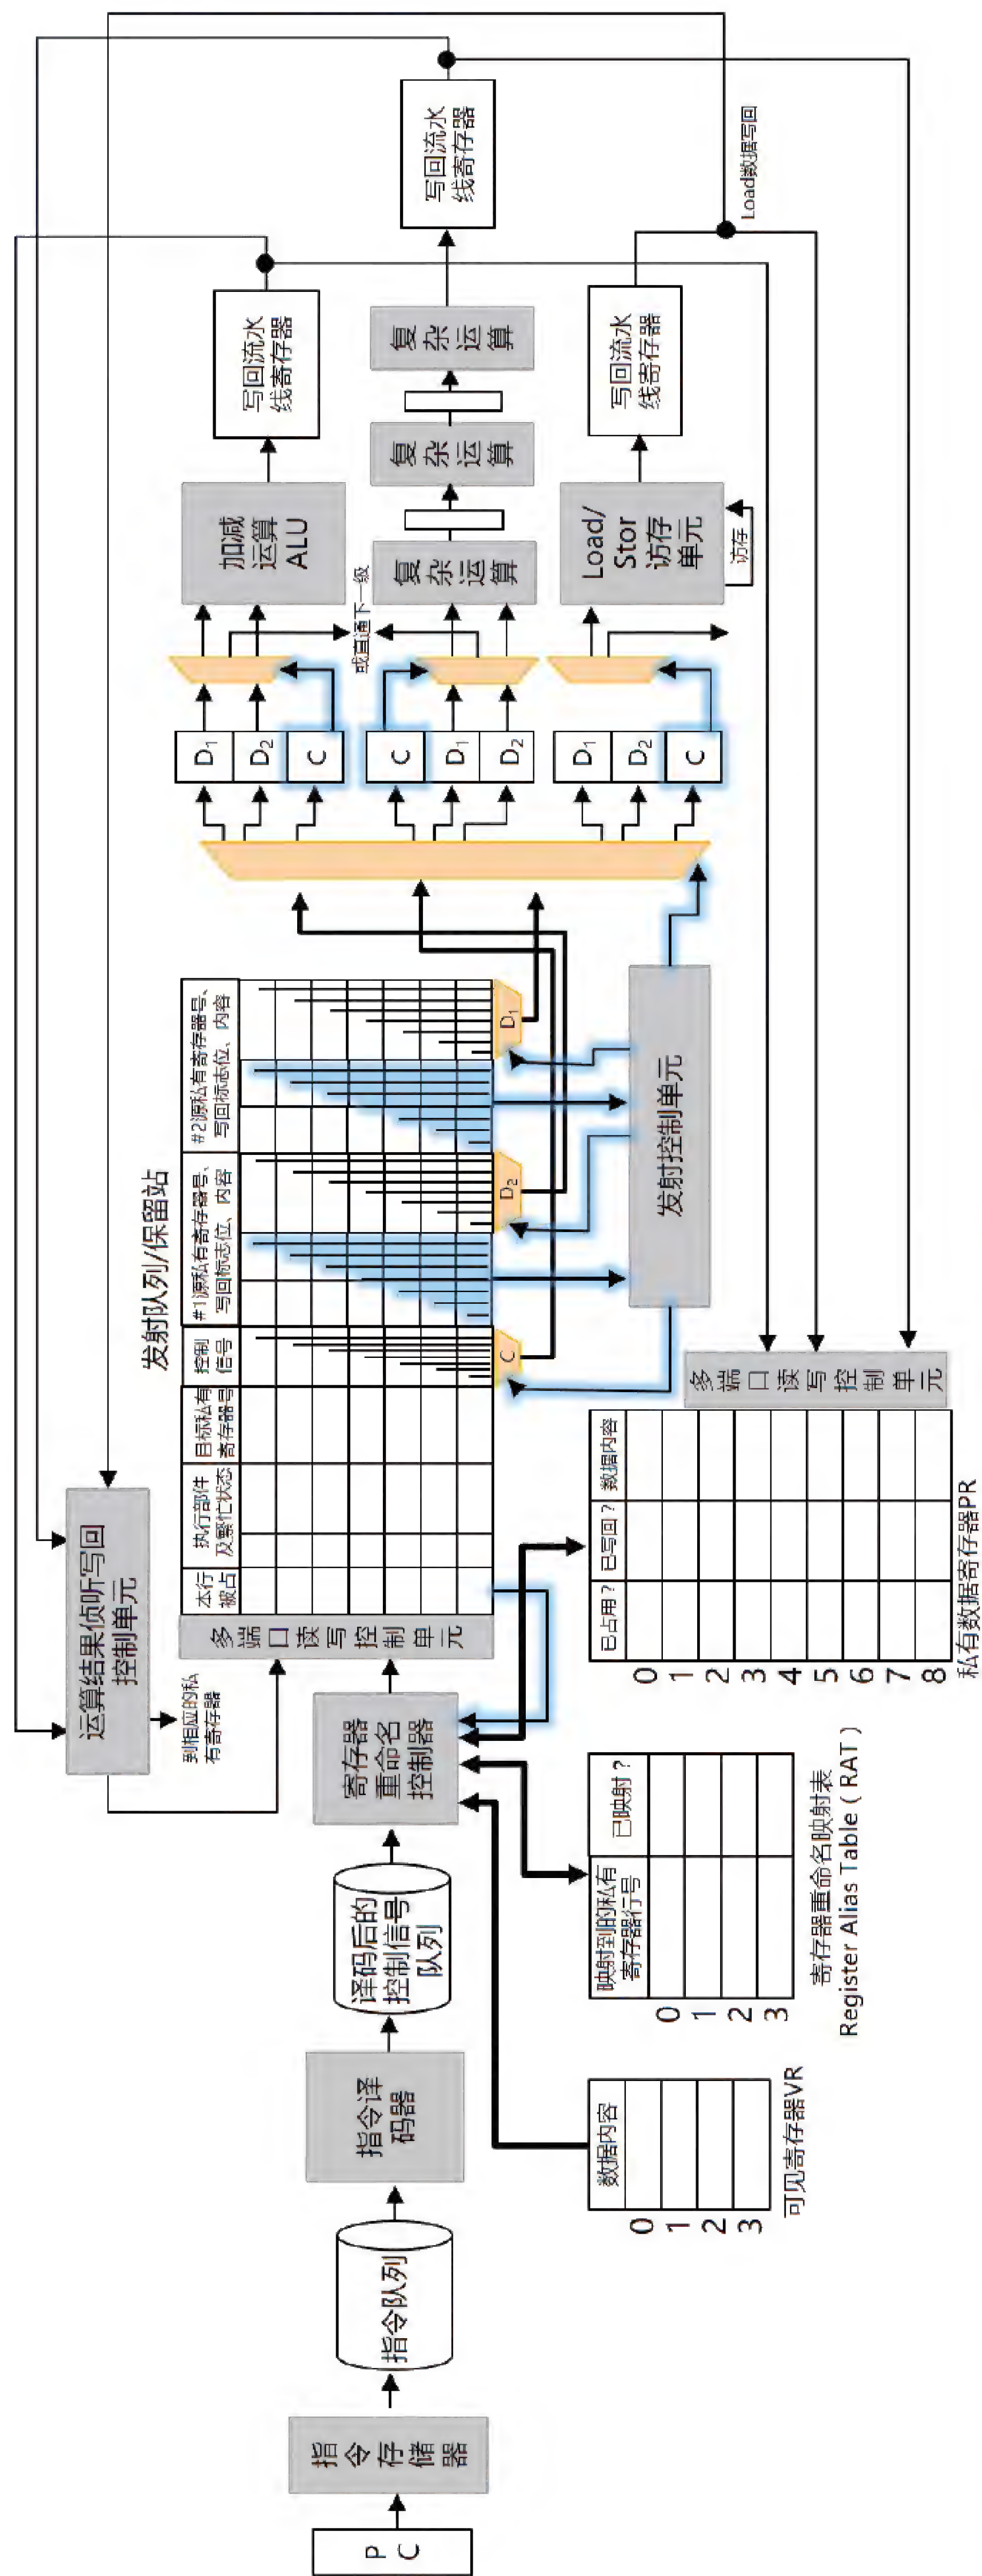 P
C
指令存储器
指令队列
指令译
码器
译码后的
控制信号
队列
寄存器
重命名
控制器
可见寄存器VR
数据内容
0
1
2
3
寄存器重命名映射表
Register Alias Table（RAT）
映射到的私有
寄存器行号
已映射？
0
1
2
3
私有数据寄存器PR
已占用？
已写回？
数据内容
0
1
2
3
4
5
6
7
8
多端口读写控制单元
运算结果侦听写回
控制单元
到相应的私
有寄存器
多端口读写控制单元
发射队列/保留站
本行
被占
执行部件
及繁忙状态
目标私有
寄存器号
控制
信号
#1源私有寄存器号、
写回标志位、内容
#2源私有寄存器号、
写回标志位、内容
C
D2
D1
发射控制单元
D1
D2
C
C
D1
D2
D1
D2
C
或直通下一级
加减
运算
ALU
复杂运算
复杂运算
复杂运算
Load/
Stor
访存
单元
访存
写回流水
线寄存器
写回流水
线寄存器
写回流水
线寄存器
Load数据写回